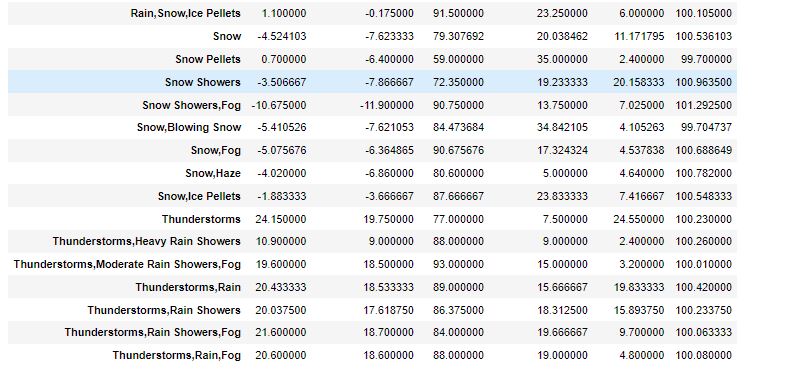 Rain,Snow,Ice Pellets 1.100000 -0.175000 91.500000 23.250000 6.000000 100.105000
Snow -4.524103 -7.623333 79.307692 20.038462 11.171795 100.536103
Snow Pellets 0.700000 -6.400000 59.000000 35.000000 2.400000 99.700000
Snow Showers -3.506667 -7.866667 72.350000 19.233333 20.158333 100.963500
Snow Showers,Fog -10.675000 -11.900000 90.750000 13.750000 7.025000 101.292500
Snow,Blowing Snow -5.410526 -7.621053 84.473684 34.842105 4.105263 99.704737
Snow,Fog -5.075676 -6.364865 90.675676 17.324324 4.537838 100.688649
Snow,Haze -4.020000 -6.860000 80.600000 5.000000 4.640000 100.782000
Snow,Ice Pellets -1.883333 -3.666667 87.666667 23.833333 7.416667 100.548333
Thunderstorms 24.150000 19.750000 77.000000 7.500000 24.550000 100.230000
Thunderstorms,Heavy Rain Showers 10.900000 9.000000 88.000000 9.000000 2.400000 100.260000
Thunderstorms,Moderate Rain Showers,Fog 19.600000 18.500000 93.000000 15.000000 3.200000 100.010000
Thunderstorms,Rain 20.433333 18.533333 89.000000 15.666667 19.833333 100.420000
Thunderstorms,Rain Showers 20.037500 17.618750 86.375000 18.312500 15.893750 100.233750
Thunderstorms,Rain Showers,Fog 21.600000 18.700000 84.000000 19.666667 9.700000 100.063333
Thunderstorms,Rain,Fog 20.600000 18.600000 88.000000 19.000000 4.800000 100.080000